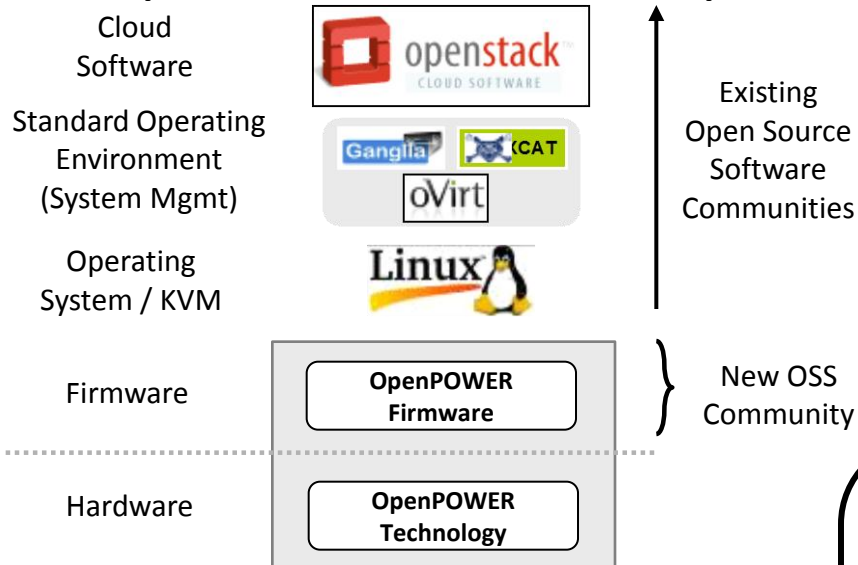 Cloud
Software
openstack™
CLOUD SOFTWARE
Standard Operating
Environment
(System Mgmt)
Ganglia
CAT
oVirt
Existing
Open Source
Software
Communities
Operating
System / KVM
Linux
Firmware
OpenPOWER
Firmware
New OSS
Community
Hardware
OpenPOWER
Technology